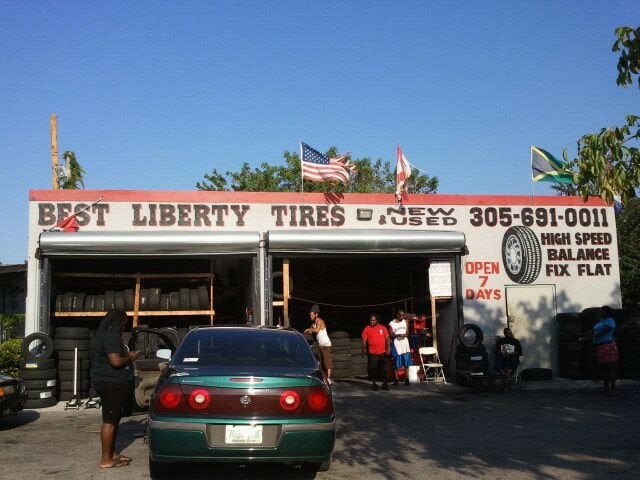 BEST LIBERTY TIRES NEW & USED 305-691-0011
HIGH SPEED
BALANCE
FIX FLAT
OPEN
7
DAYS